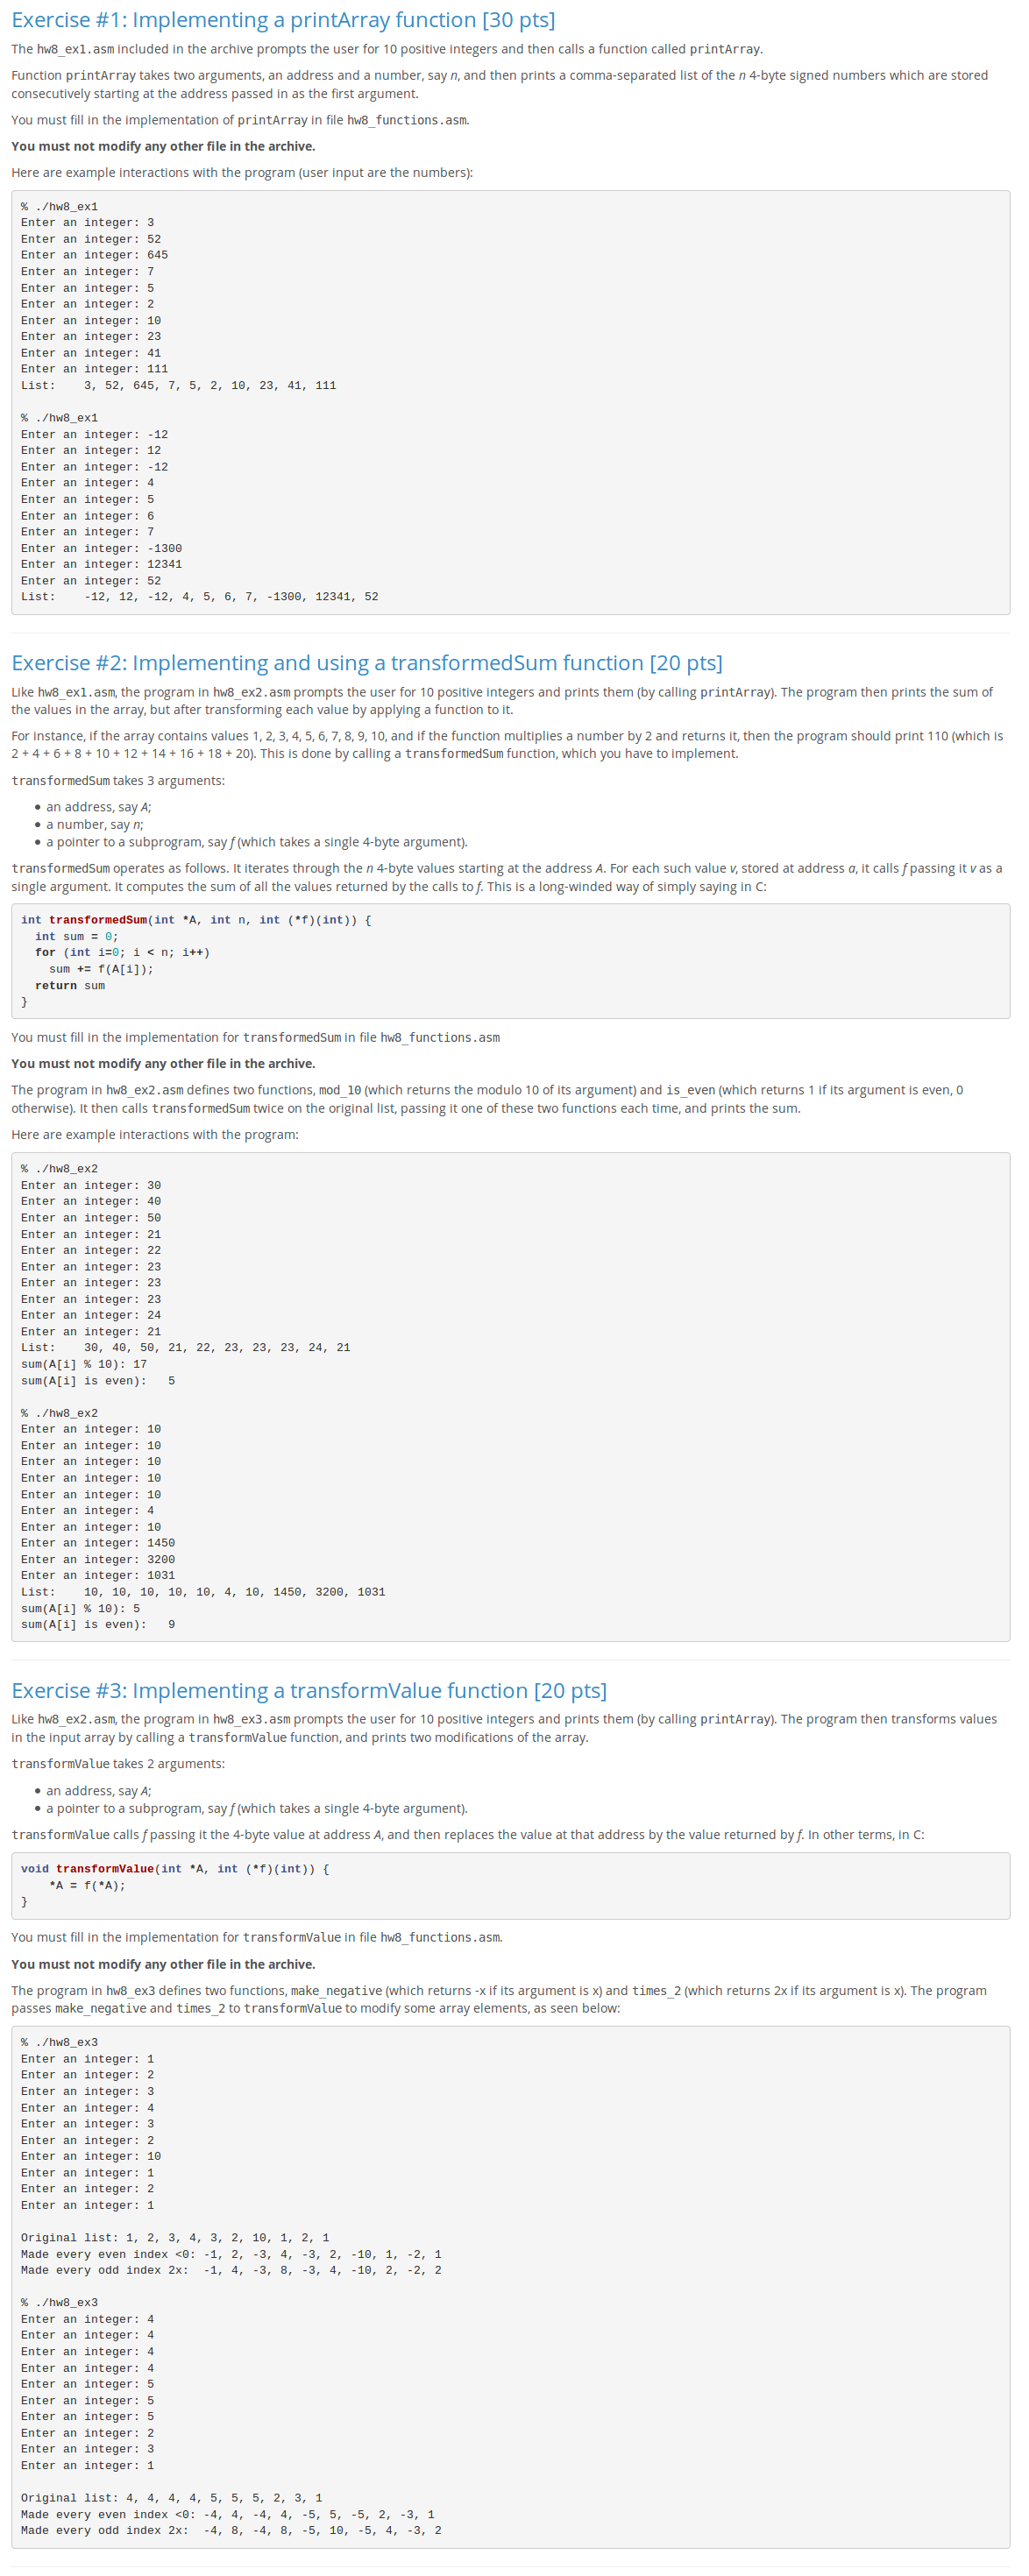 Exercise #1: Implementing a printArray function [30 pts]
The hw8_ex1.asm included in the archive prompts the user for 10 positive integers and then calls a function called printArray.
Function printArray takes two arguments, an address and a number, say n, and then prints a comma-separated list of the n 4-byte signed numbers which are stored
consecutively starting at the address passed in as the first argument.
You must fill in the implementation of printArray in file hw8_functions.asm.
You must not modify any other file in the archive.
Here are example interactions with the program (user input are the numbers):
% ./hw8_ex1
Enter an integer: 3
Enter an integer: 52
Enter an integer: 645
Enter an integer: 7
Enter an integer: 5
Enter an integer: 2
Enter an integer: 10
Enter an integer: 23
Enter an integer: 41
Enter an integer: 111
List:    3, 52, 645, 7, 5, 2, 10, 23, 41, 111
% ./hw8_ex1
Enter an integer: -12
Enter an integer: 12
Enter an integer: -12
Enter an integer: 4
Enter an integer: 5
Enter an integer: 6
Enter an integer: 7
Enter an integer: -1300
Enter an integer: 12341
Enter an integer: 52
List:    -12, 12, -12, 4, 5, 6, 7, -1300, 12341, 52
Exercise #2: Implementing and using a transformedSum function [20 pts]
Like hw8_ex1.asm, the program in hw8_ex2.asm prompts the user for 10 positive integers and prints them (by calling printArray). The program then prints the sum of
the values in the array, but after transforming each value by applying a function to it.
For instance, if the array contains values 1, 2, 3, 4, 5, 6, 7, 8, 9, 10, and if the function multiplies a number by 2 and returns it, then the program should print 110 (which is
2 + 4 + 6 + 8 + 10 + 12 + 14 + 16 + 18 + 20). This is done by calling a transformedSum function, which you have to implement.
transformedSum takes 3 arguments:
• an address, say A;
• a number, say n;
• a pointer to a subprogram, say f (which takes a single 4-byte argument).
transformedSum operates as follows. It iterates through the n 4-byte values starting at the address A. For each such value v, stored at address a, it calls f passing it v as a
single argument. It computes the sum of all the values returned by the calls to f. This is a long-winded way of simply saying in C:
int transformedSum(int *A, int n, int (*f)(int)) {
  int sum = 0;
  for (int i=0; i < n; i++)
    sum += f(A[i]);
  return sum
}
You must fill in the implementation for transformedSum in file hw8_functions.asm
You must not modify any other file in the archive.
The program in hw8_ex2.asm defines two functions, mod_10 (which returns the modulo 10 of its argument) and is_even (which returns 1 if its argument is even, 0
otherwise). It then calls transformedSum twice on the original list, passing it one of these two functions each time, and prints the sum.
Here are example interactions with the program:
% ./hw8_ex2
Enter an integer: 30
Enter an integer: 40
Enter an integer: 50
Enter an integer: 21
Enter an integer: 22
Enter an integer: 23
Enter an integer: 23
Enter an integer: 23
Enter an integer: 24
Enter an integer: 21
List:    30, 40, 50, 21, 22, 23, 23, 23, 24, 21
sum(A[i] % 10): 17
sum(A[i] is even):   5
% ./hw8_ex2
Enter an integer: 10
Enter an integer: 10
Enter an integer: 10
Enter an integer: 10
Enter an integer: 10
Enter an integer: 4
Enter an integer: 10
Enter an integer: 1450
Enter an integer: 3200
Enter an integer: 1031
List:    10, 10, 10, 10, 10, 4, 10, 1450, 3200, 1031
sum(A[i] % 10): 5
sum(A[i] is even):   9
Exercise #3: Implementing a transformValue function [20 pts]
Like hw8_ex2.asm, the program in hw8_ex3.asm prompts the user for 10 positive integers and prints them (by calling printArray). The program then transforms values
in the input array by calling a transformValue function, and prints two modifications of the array.
transformValue takes 2 arguments:
• an address, say A;
• a pointer to a subprogram, say f (which takes a single 4-byte argument).
transformValue calls f passing it the 4-byte value at address A, and then replaces the value at that address by the value returned by f. In other terms, in C:
void transformValue(int *A, int (*f)(int)) {
    *A = f(*A);
}
You must fill in the implementation for transformValue in file hw8_functions.asm.
You must not modify any other file in the archive.
The program in hw8_ex3 defines two functions, make_negative (which returns -x if its argument is x) and times_2 (which returns 2x if its argument is x). The program
passes make_negative and times_2 to transformValue to modify some array elements, as seen below:
% ./hw8_ex3
Enter an integer: 1
Enter an integer: 2
Enter an integer: 3
Enter an integer: 4
Enter an integer: 3
Enter an integer: 2
Enter an integer: 10
Enter an integer: 1
Enter an integer: 2
Enter an integer: 1
Original list: 1, 2, 3, 4, 3, 2, 10, 1, 2, 1
Made every even index <0: -1, 2, -3, 4, -3, 2, -10, 1, -2, 1
Made every odd index 2x:  -1, 4, -3, 8, -3, 4, -10, 2, -2, 2
% ./hw8_ex3
Enter an integer: 4
Enter an integer: 4
Enter an integer: 4
Enter an integer: 4
Enter an integer: 5
Enter an integer: 5
Enter an integer: 5
Enter an integer: 2
Enter an integer: 3
Enter an integer: 1
Original list: 4, 4, 4, 4, 5, 5, 5, 2, 3, 1
Made every even index <0: -4, 4, -4, 4, -5, 5, -5, 2, -3, 1
Made every odd index 2x:  -4, 8, -4, 8, -5, 10, -5, 4, -3, 2